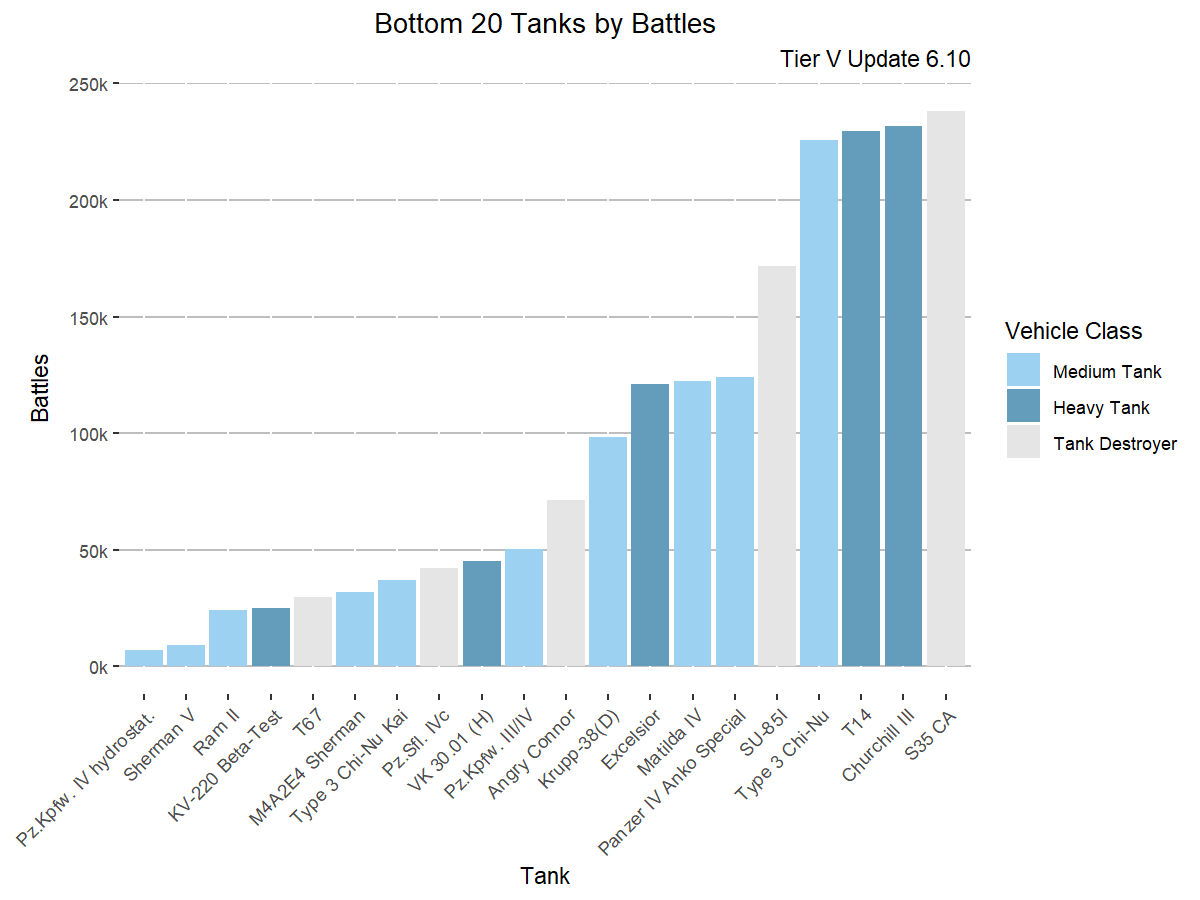 Bottom 20 Tanks by Battles
Tier V Update 6.10
250k
200k
150k
100k
50k
0k
Battles
Pz.Kpfw. IV hydrostat.
Sherman V
Ram II
KV-220 Beta-Test
T67
M4A2E4 Sherman
Type 3 Chi-Nu Kai
Pz.Sfl. IVc
VK 30.01 (H)
Pz.Kpfw. III/IV
Angry Connor
Krupp-38(D)
Excelsior
Matilda IV
Panzer IV Anko Special
SU-85I
Type 3 Chi-Nu
T14
Churchill III
S35 CA
Tank
Vehicle Class
Medium Tank
Heavy Tank
Tank Destroyer